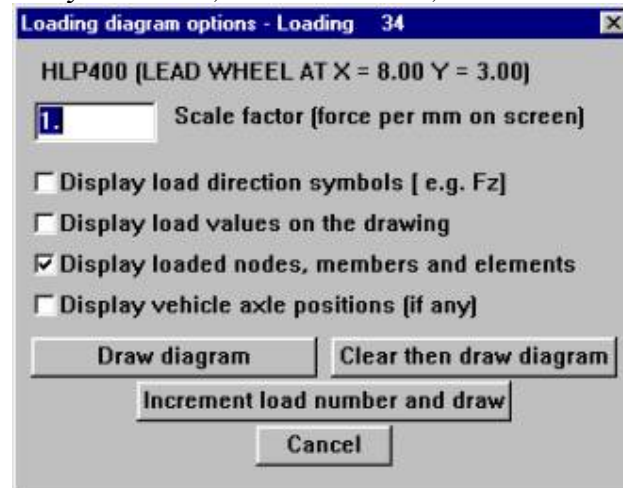 Loading diagram options - Loading 34
HLP400 (LEAD WHEEL AT X = 8.00 Y = 3.00)
1. Scale factor (force per mm on screen)
Display load direction symbols [ e.g. Fz]
Display load values on the drawing
Display loaded nodes, members and elements
Display vehicle axle positions (if any)
Draw diagram Clear then draw diagram
Increment load number and draw
Cancel